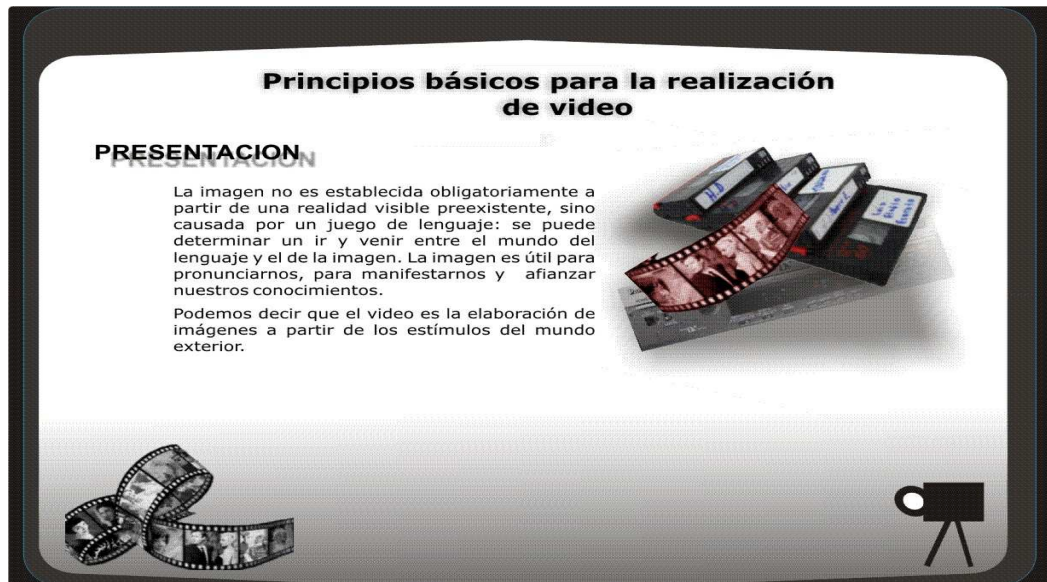 Principios básicos para la realización
de video
PRESENTACION
La imagen no es establecida obligatoriamente a
partir de una realidad visible preexistente, sino
causada por un juego de lenguaje: se puede
determinar un ir y venir entre el mundo del
lenguaje y el de la imagen. La imagen es útil para
pronunciarnos, para manifestarnos y afianzar
nuestros conocimientos.
Podemos decir que el video es la elaboración de
imágenes a partir de los estímulos del mundo
exterior.